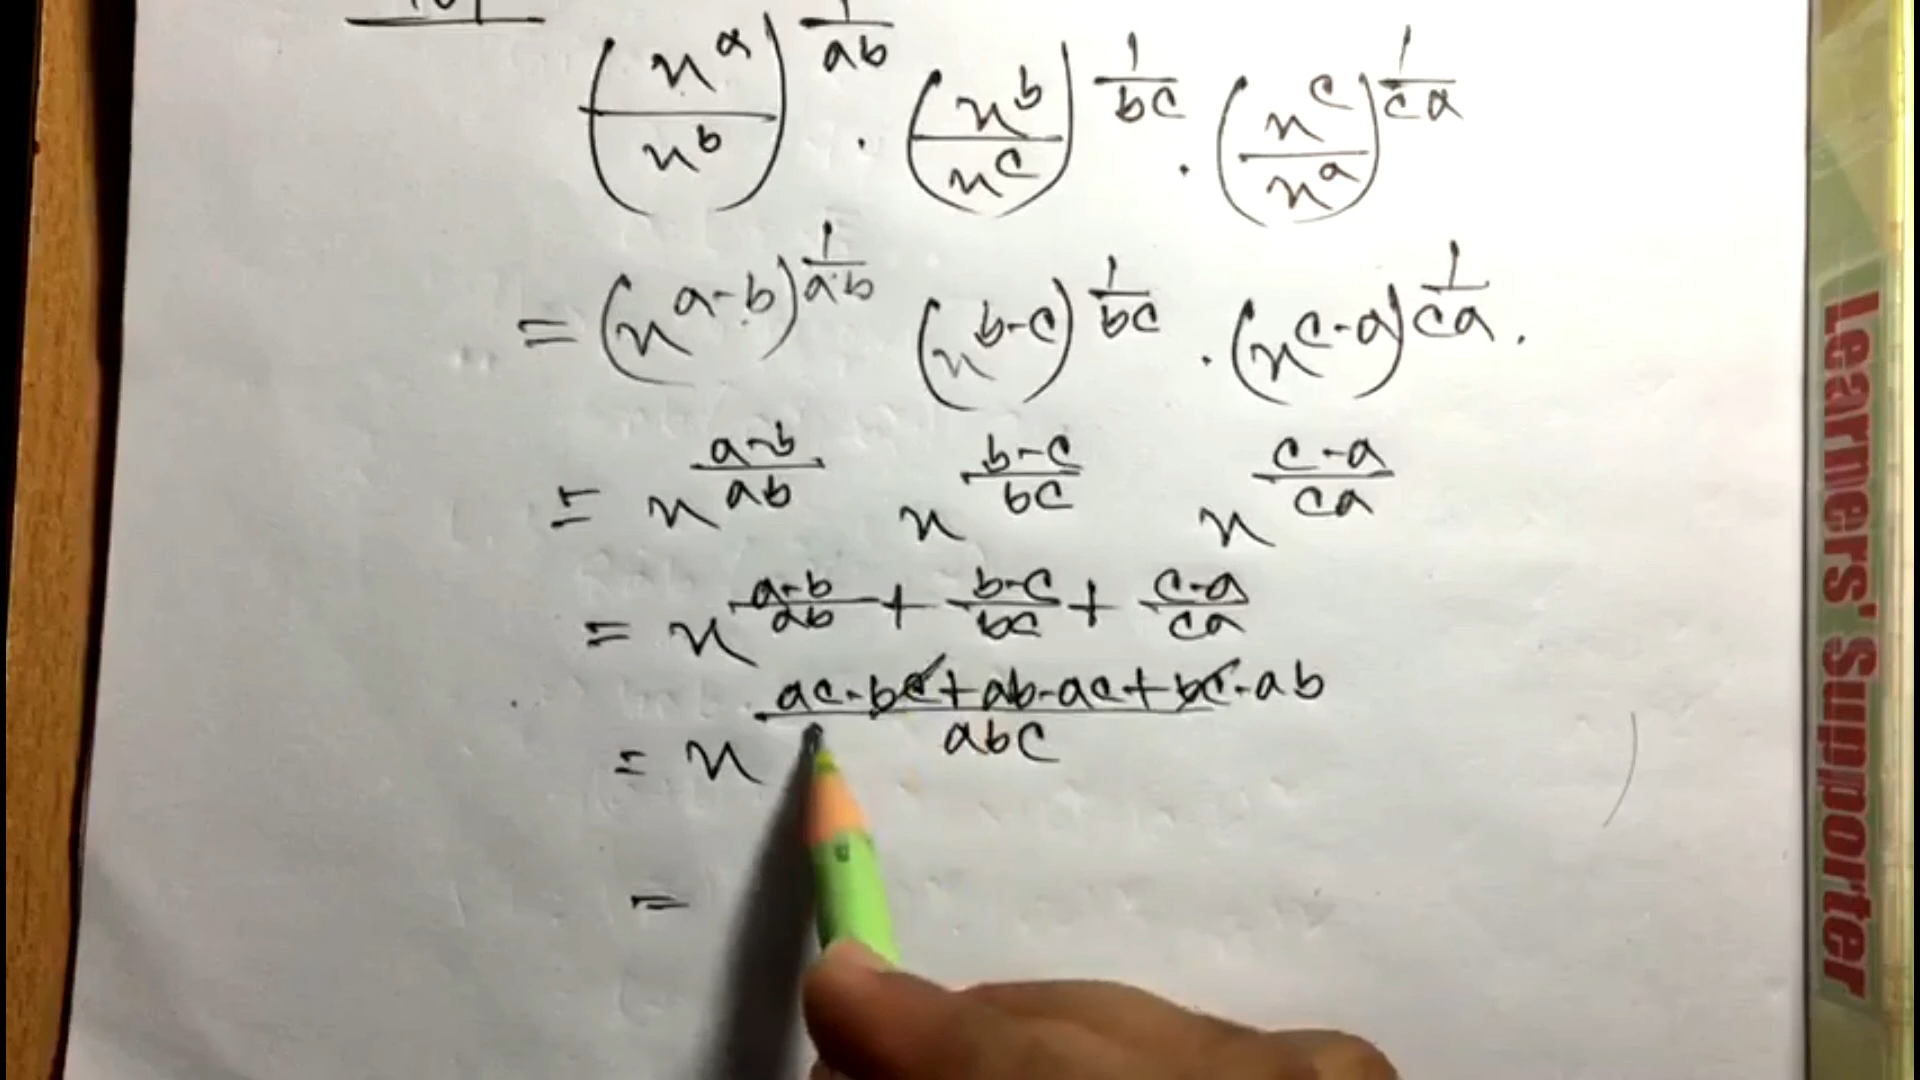 (x^a/x^b)^(1/ab) . (x^b/x^c)^(1/bc) . (x^c/x^a)^(1/ca)
= (x^(a-b))^(1/ab) (x^(b-c))^(1/bc) . (x^(c-a))^(1/ca) .
= x^((a-b)/ab) x^((b-c)/bc) x^((c-a)/ca)
= x^((a-b)/ab + (b-c)/bc + (c-a)/ca)
= x^((ac-bc+ab-ac+bc-ab)/abc)
=
Learners' Supporter